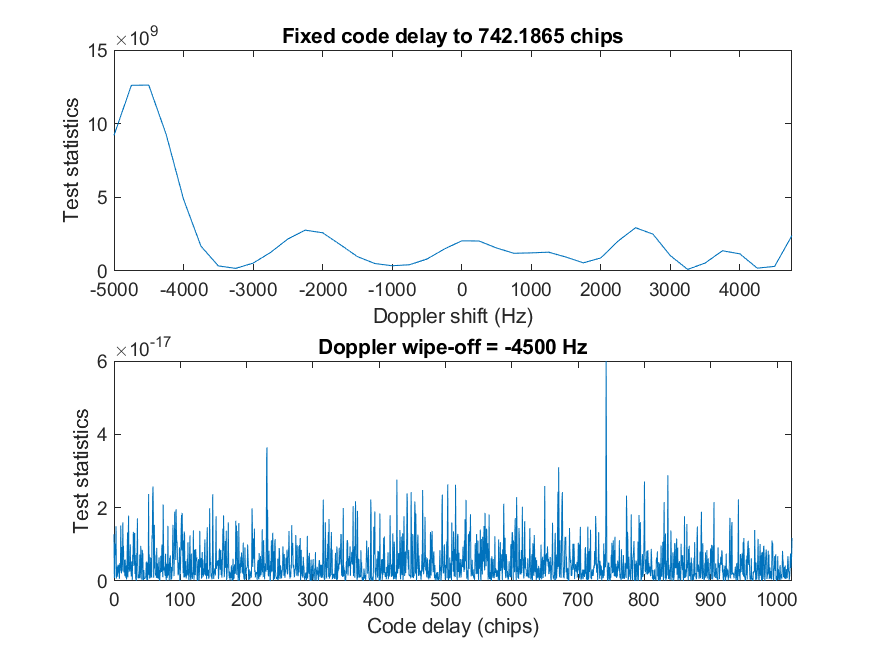 Fixed code delay to 742.1865 chips
×10^9
15
10
5
0
Test statistics
-5000 -4000 -3000 -2000 -1000 0 1000 2000 3000 4000
Doppler shift (Hz)
Doppler wipe-off = -4500 Hz
×10^-17
6
4
2
0
Test statistics
0 100 200 300 400 500 600 700 800 900 1000
Code delay (chips)